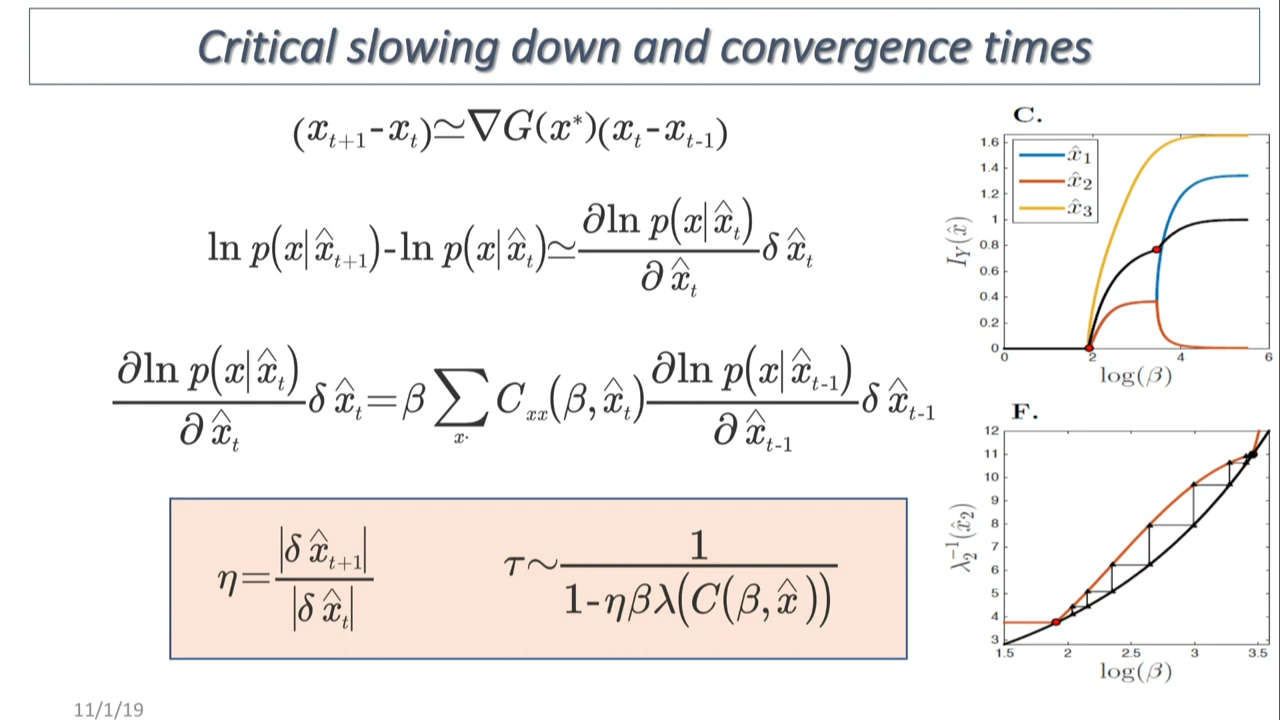 Critical slowing down and convergence times
(x_{t+1}-x_t)≃∇G(x*)(x_t-x_{t-1})
ln p(x|x̂_{t+1})-ln p(x|x̂_t)≃∂ln p(x|x̂_t)/∂x̂_t δx̂_t
∂ln p(x|x̂_t)/∂x̂_t δx̂_t=β∑_{x'} C_{xx}(β,x̂_t)∂ln p(x|x̂_{t-1})/∂x̂_{t-1} δx̂_{t-1}
η=|δx̂_{t+1}|/|δx̂_t|
τ~1/(1-ηβλ(C(β,x̂)))
11/1/19
C.
x̂_1
x̂_2
x̂_3
I_Y(x̂)
1.6
1.4
1.2
1
0.8
0.6
0.4
0.2
0
0 2 4 6
log(β)
F.
λ_2^{-1}(x̂_2)
12
11
10
9
8
7
6
5
4
3
1.5 2 2.5 3 3.5
log(β)